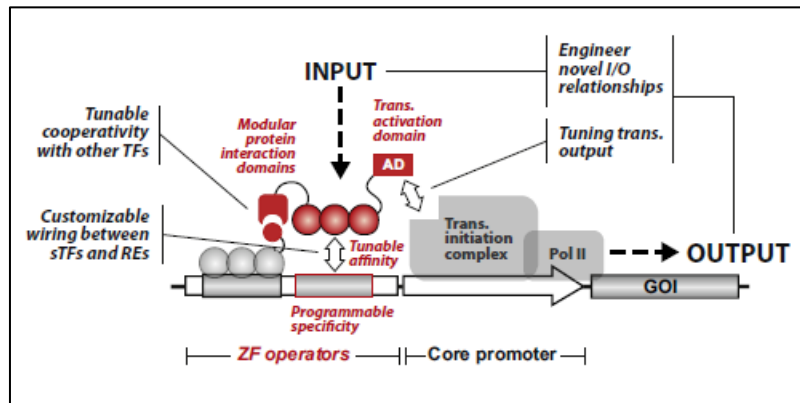 INPUT
Engineer
novel I/O
relationships
Tunable
cooperativity
with other TFs
Modular
protein
interaction
domains
Trans.
activation
domain
AD
Tuning trans.
output
Customizable
wiring between
sTFs and REs
Tunable
affinity
Trans.
initiation
complex
Pol II
OUTPUT
GOI
Programmable
specificity
ZF operators
Core promoter